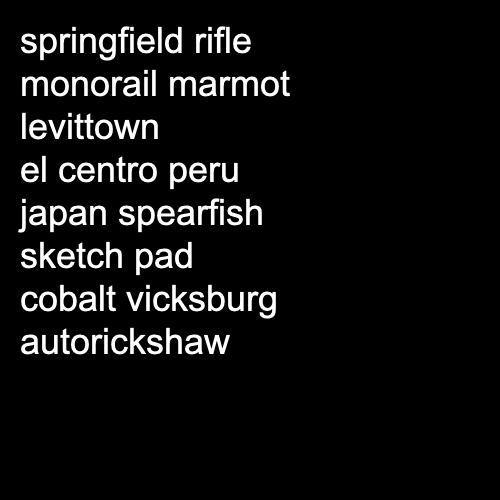 springfield rifle
monorail marmot
levittown
el centro peru
japan spearfish
sketch pad
cobalt vicksburg
autorickshaw